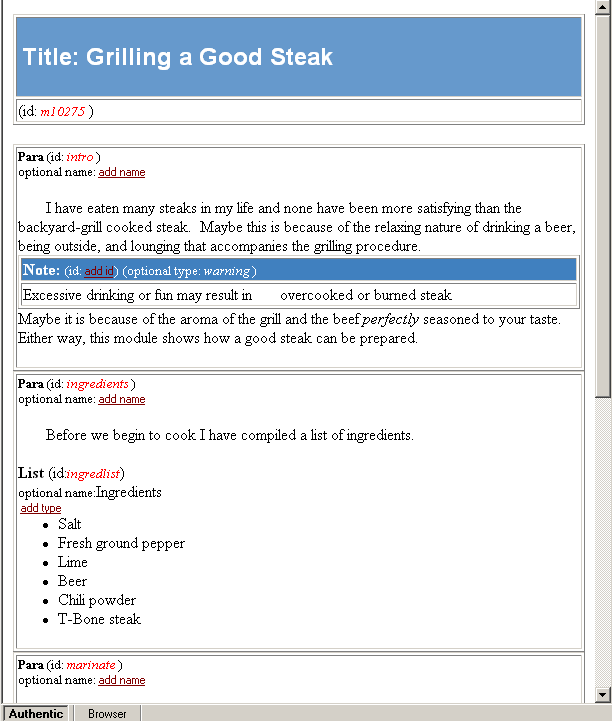 Title: Grilling a Good Steak
(id: m10275 )
Para (id: intro )
optional name: add name
I have eaten many steaks in my life and none have been more satisfying than the
backyard-grill cooked steak. Maybe this is because of the relaxing nature of drinking a beer,
being outside, and lounging that accompanies the grilling procedure.
Note: (id: add id) (optional type: warning )
Excessive drinking or fun may result in overcooked or burned steak
Maybe it is because of the aroma of the grill and the beef perfectly seasoned to your taste.
Either way, this module shows how a good steak can be prepared.
Para (id: ingredients )
optional name: add name
Before we begin to cook I have compiled a list of ingredients.
List (id:ingredlist)
optional name:Ingredients
add type
• Salt
• Fresh ground pepper
• Lime
• Beer
• Chili powder
• T-Bone steak
Para (id: marinate )
optional name: add name
Authentic Browser